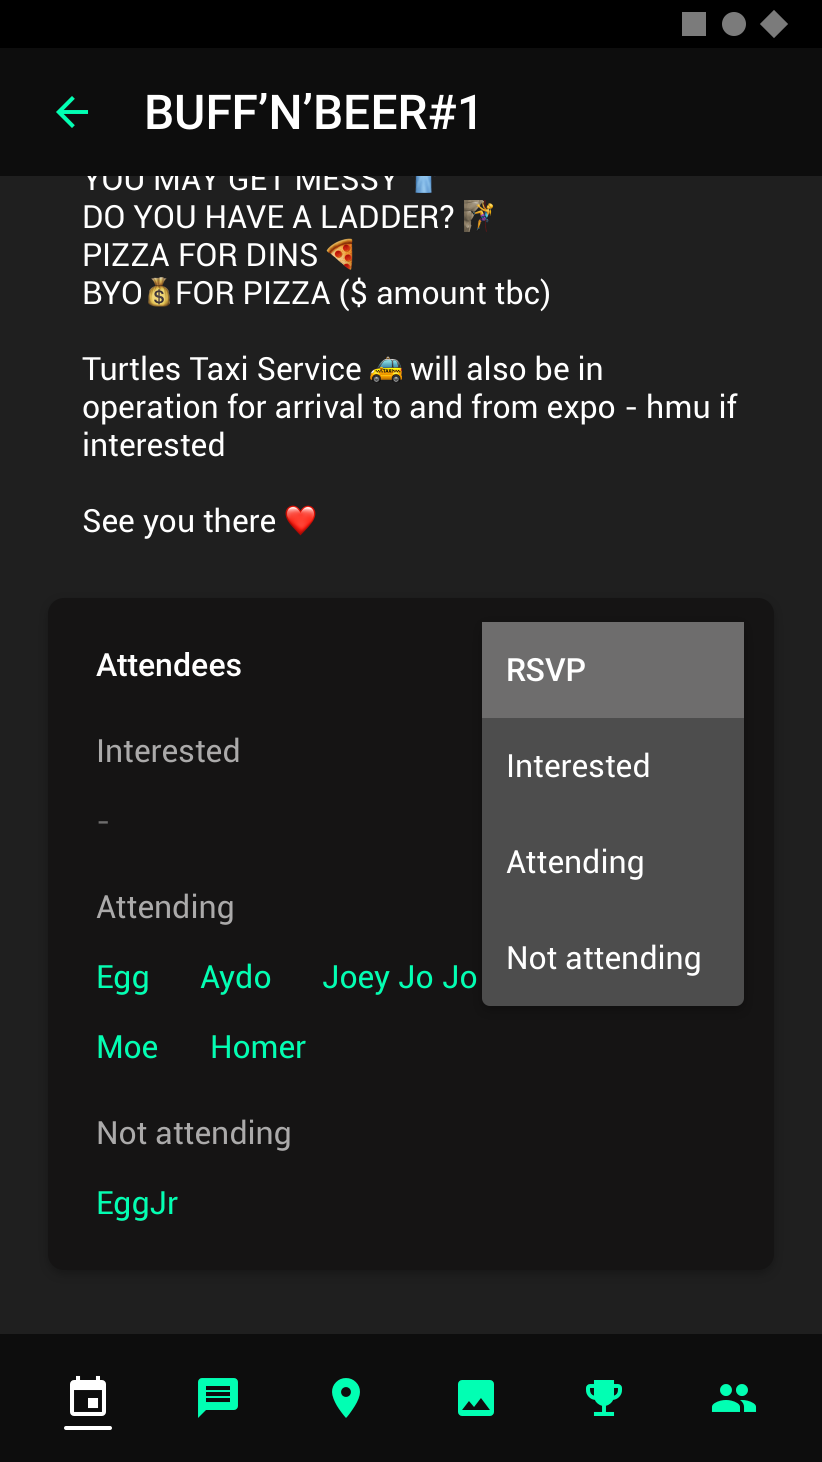 BUFF’N’BEER#1
YOU MAY GET MESSY 👖
DO YOU HAVE A LADDER? 🧗
PIZZA FOR DINS 🍕
BYO💰FOR PIZZA ($ amount tbc)
Turtles Taxi Service 🚕 will also be in
operation for arrival to and from expo - hmu if
interested
See you there ❤️
Attendees
RSVP
Interested
Attending
Not attending
Interested
-
Attending
Egg Aydo Joey Jo Jo
Moe Homer
Not attending
EggJr